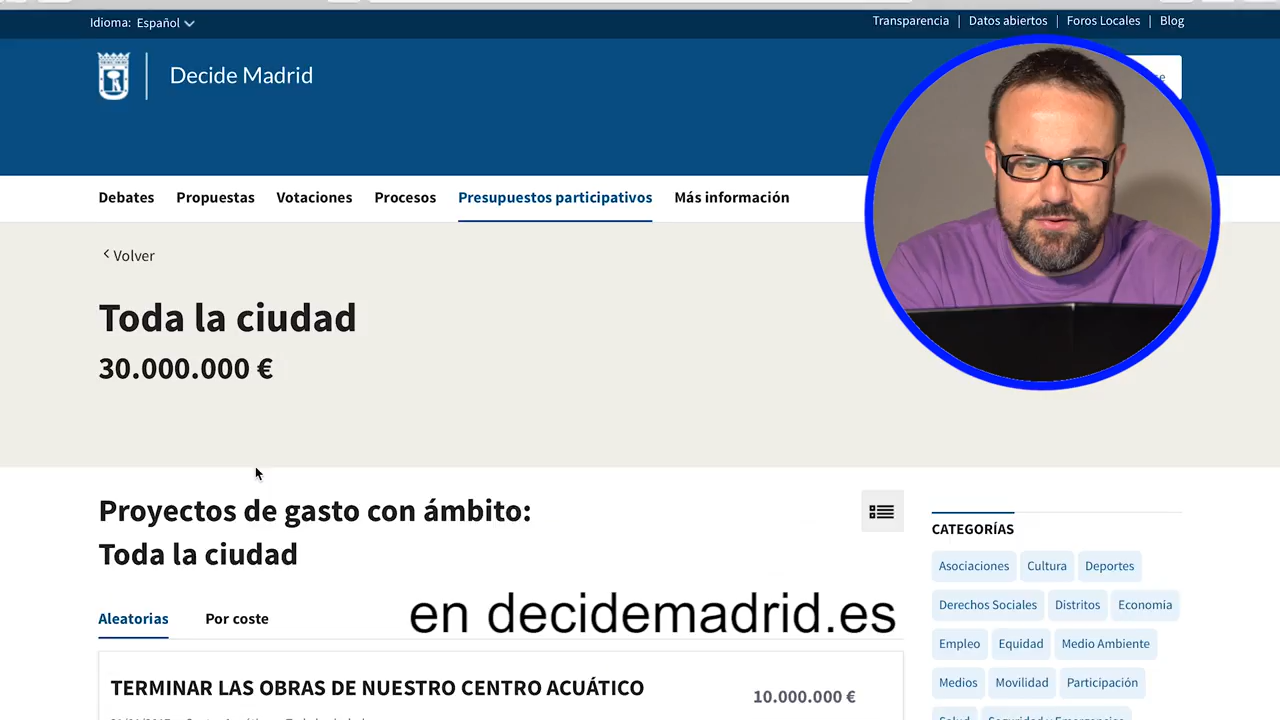 Idioma: Español
Transparencia | Datos abiertos | Foros Locales | Blog
Decide Madrid
Debates Propuestas Votaciones Procesos Presupuestos participativos Más información
Volver
Toda la ciudad
30.000.000 €
Proyectos de gasto con ámbito:
Toda la ciudad
CATEGORÍAS
Asociaciones Cultura Deportes
Derechos Sociales Distritos Economía
Empleo Equidad Medio Ambiente
Medios Movilidad Participación
Aleatorias Por coste
en decidemadrid.es
TERMINAR LAS OBRAS DE NUESTRO CENTRO ACUÁTICO
10.000.000 €